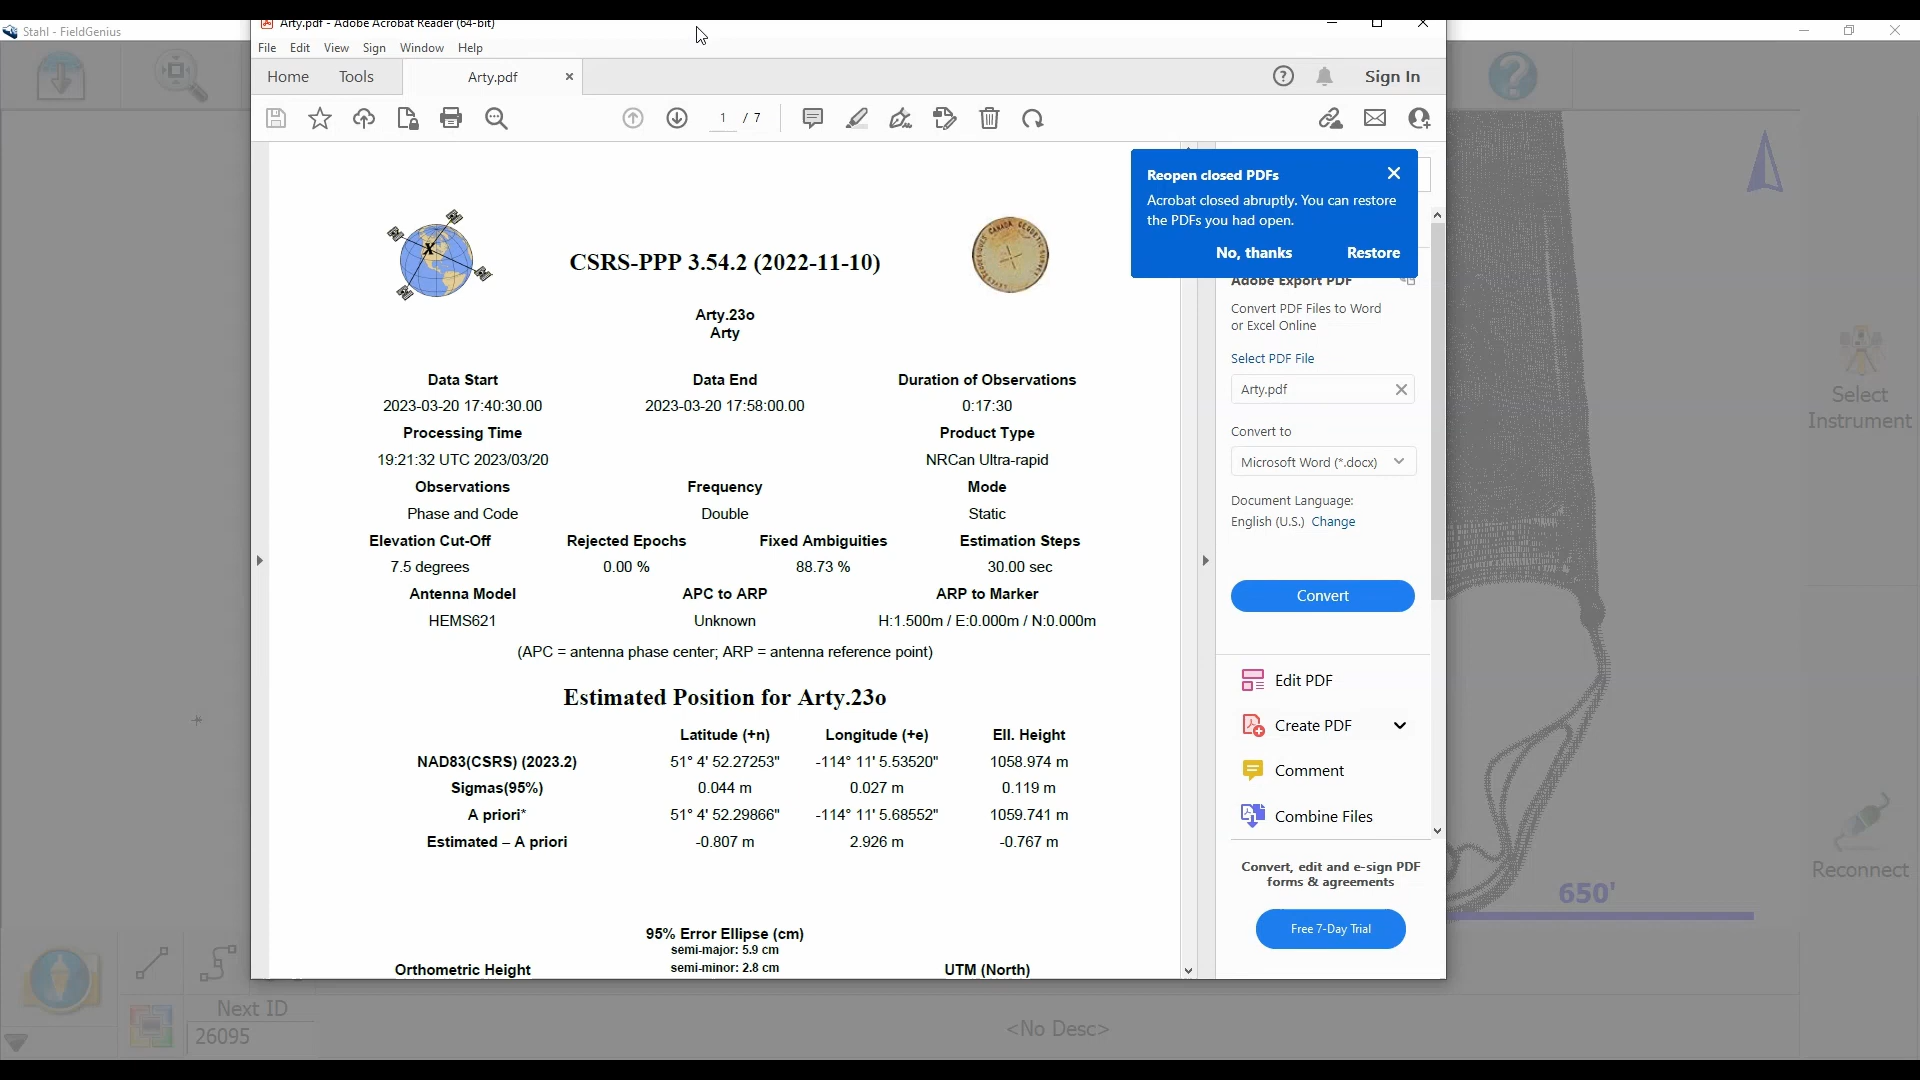 Stahl - FieldGenius
Arty.pdf - Adobe Acrobat Reader (64-bit)
File Edit View Sign Window Help
Home Tools Arty.pdf Sign In
1 / 7
Reopen closed PDFs
Acrobat closed abruptly. You can restore
the PDFs you had open.
No, thanks Restore
CSRS-PPP 3.54.2 (2022-11-10)
Arty.23o
Arty
Data Start Data End Duration of Observations
2023-03-20 17:40:30.00 2023-03-20 17:58:00.00 0:17:30
Processing Time Product Type
19:21:32 UTC 2023/03/20 NRCan Ultra-rapid
Observations Frequency Mode
Phase and Code Double Static
Elevation Cut-Off Rejected Epochs Fixed Ambiguities Estimation Steps
7.5 degrees 0.00 % 88.73 % 30.00 sec
Antenna Model APC to ARP ARP to Marker
HEMS621 Unknown H:1.500m / E:0.000m / N:0.000m
(APC = antenna phase center; ARP = antenna reference point)
Estimated Position for Arty.23o
Latitude (+n) Longitude (+e) Ell. Height
NAD83(CSRS) (2023.2) 51° 4' 52.27253" -114° 11' 5.53520" 1058.974 m
Sigmas(95%) 0.044 m 0.027 m 0.119 m
A priori* 51° 4' 52.29866" -114° 11' 5.68552" 1059.741 m
Estimated – A priori -0.807 m 2.926 m -0.767 m
95% Error Ellipse (cm)
semi-major: 5.9 cm
semi-minor: 2.8 cm
Orthometric Height UTM (North)
Adobe Export PDF
Convert PDF Files to Word
or Excel Online
Select PDF File
Arty.pdf
Convert to
Microsoft Word (*.docx)
Document Language:
English (U.S.) Change
Convert
Edit PDF
Create PDF
Comment
Combine Files
Convert, edit and e-sign PDF
forms & agreements
Free 7-Day Trial
Select
Instrument
Reconnect
650'
Next ID
26095
<No Desc>